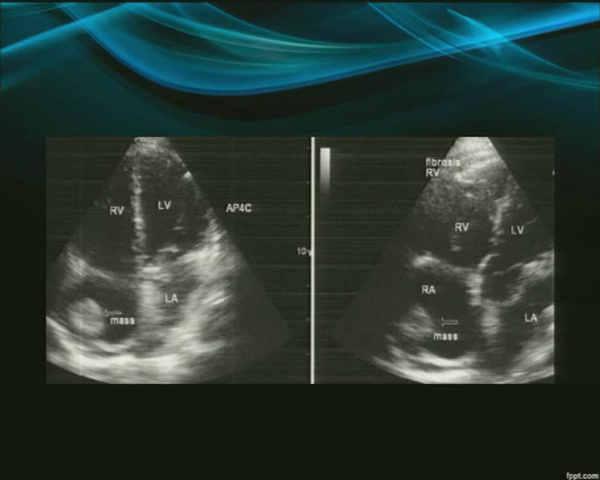 RV
LV
AP4C
LA
mass
10
fibrosis
RV
RV
LV
RA
LA
mass
fppt.com